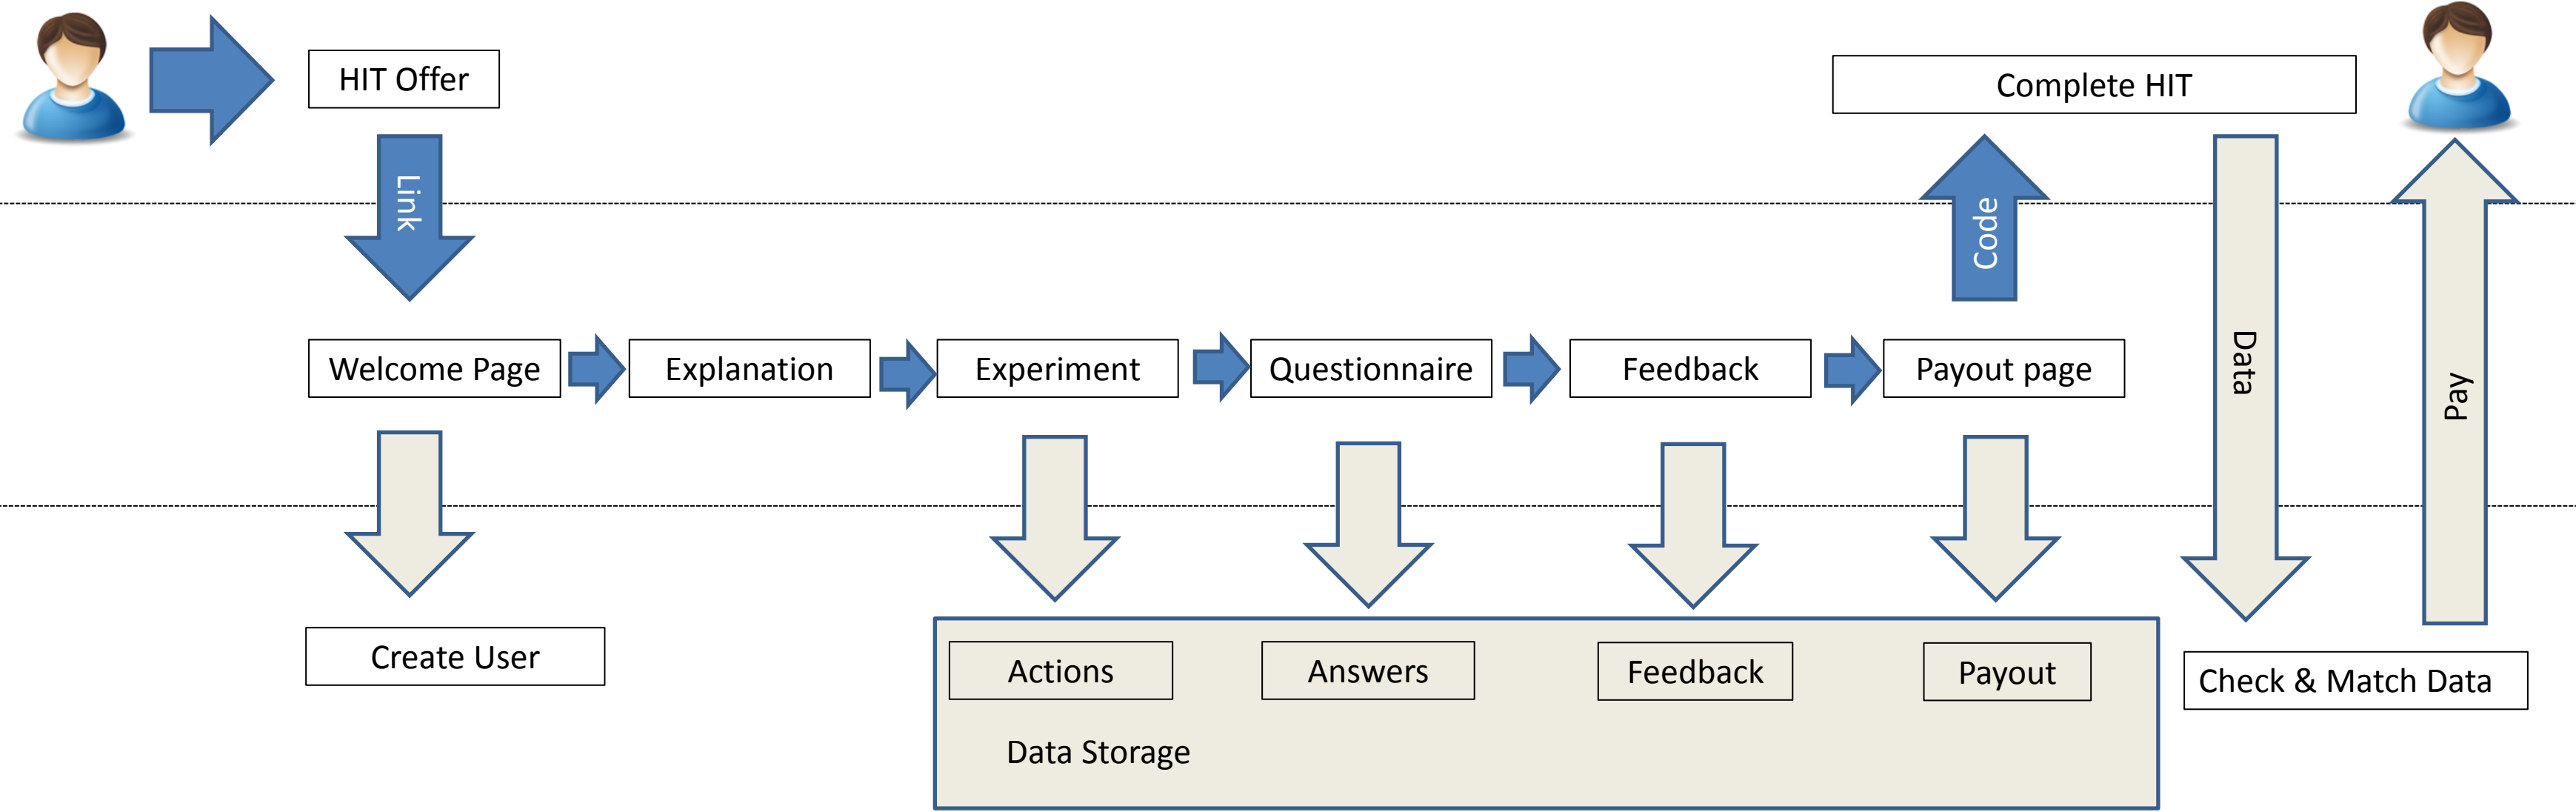 HIT Offer
Complete HIT
Link
Code
Welcome Page
Explanation
Experiment
Questionnaire
Feedback
Payout page
Data
Pay
Create User
Actions
Answers
Feedback
Payout
Check & Match Data
Data Storage